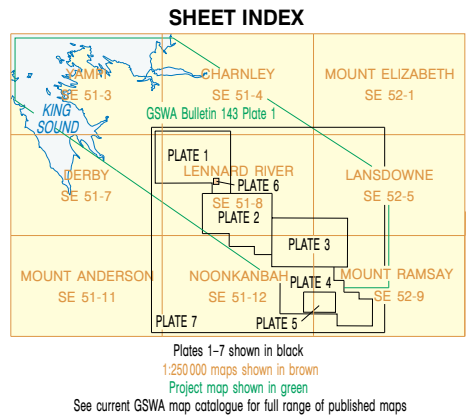 SHEET INDEX
YAMPI
SE 51-3
CHARNLEY
SE 51-4
MOUNT ELIZABETH
SE 52-1
KING
SOUND
GSWA Bulletin 143 Plate 1
PLATE 1
DERBY
SE 51-7
LENNARD RIVER
SE 51-8
PLATE 6
PLATE 2
LANSDOWNE
SE 52-5
PLATE 3
MOUNT ANDERSON
SE 51-11
NOONKANBAH
SE 51-12
MOUNT RAMSAY
SE 52-9
PLATE 4
PLATE 5
PLATE 7
Plates 1-7 shown in black
1:250 000 maps shown in brown
Project map shown in green
See current GSWA map catalogue for full range of published maps